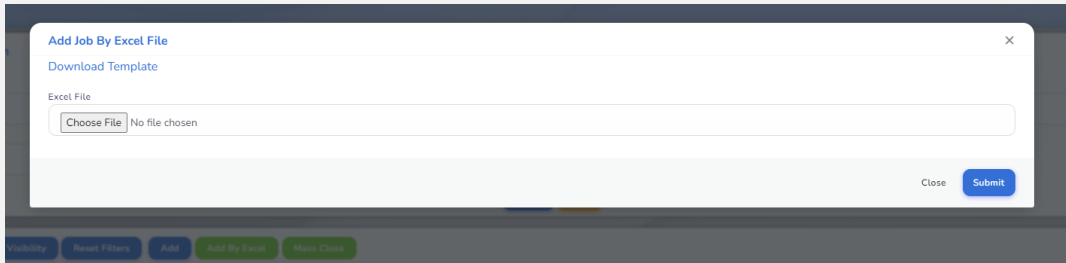 Add Job By Excel File ×
Download Template
Excel File
Choose File No file chosen
Close Submit
Visibility Reset Filters Add Add By Excel Mass Close